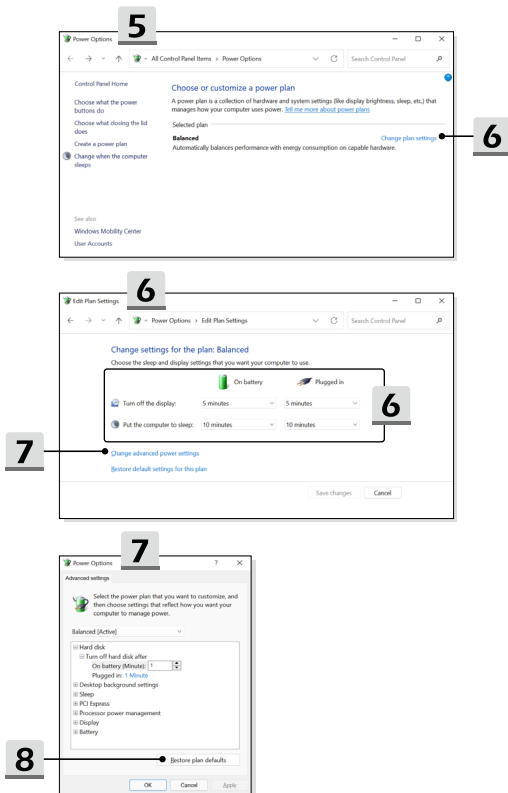 5
Power Options
All Control Panel Items › Power Options
Search Control Panel
Control Panel Home
Choose what the power
buttons do
Choose what closing the lid
does
Create a power plan
Change when the computer
sleeps
See also
Windows Mobility Center
User Accounts
Choose or customize a power plan
A power plan is a collection of hardware and system settings (like display brightness, sleep, etc.) that
manages how your computer uses power. Tell me more about power plans
Selected plan
Balanced
Change plan settings
6
Automatically balances performance with energy consumption on capable hardware.
6
Edit Plan Settings
Power Options › Edit Plan Settings
Search Control Panel
Change settings for the plan: Balanced
Choose the sleep and display settings that you want your computer to use.
On battery
Plugged in
Turn off the display:
5 minutes
5 minutes
6
Put the computer to sleep:
10 minutes
10 minutes
7
Change advanced power settings
Restore default settings for this plan
Save changes
Cancel
7
Power Options
?
Advanced settings
Select the power plan that you want to customize, and
then choose settings that reflect how you want your
computer to manage power.
Balanced [Active]
Hard disk
Turn off hard disk after
On battery (Minute): 1
Plugged in: 1 Minute
Desktop background settings
Sleep
PCI Express
Processor power management
Display
Battery
8
Restore plan defaults
OK
Cancel
Apply